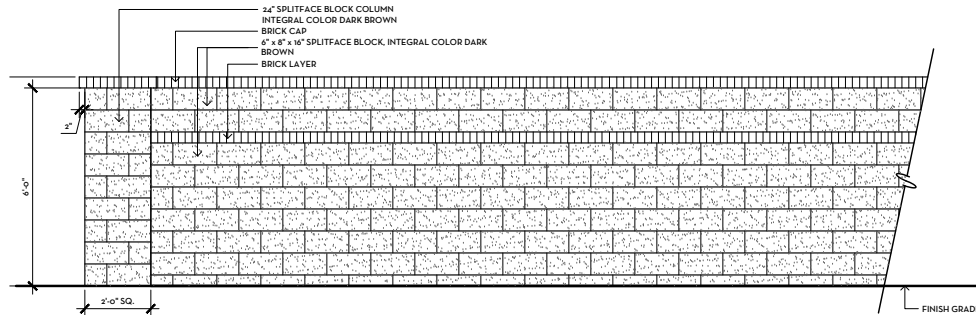 24" SPLITFACE BLOCK COLUMN
INTEGRAL COLOR DARK BROWN
BRICK CAP
6" x 8" x 16" SPLITFACE BLOCK, INTEGRAL COLOR DARK
BROWN
BRICK LAYER
2"
6'-0"
2'-0" SQ.
FINISH GRADE